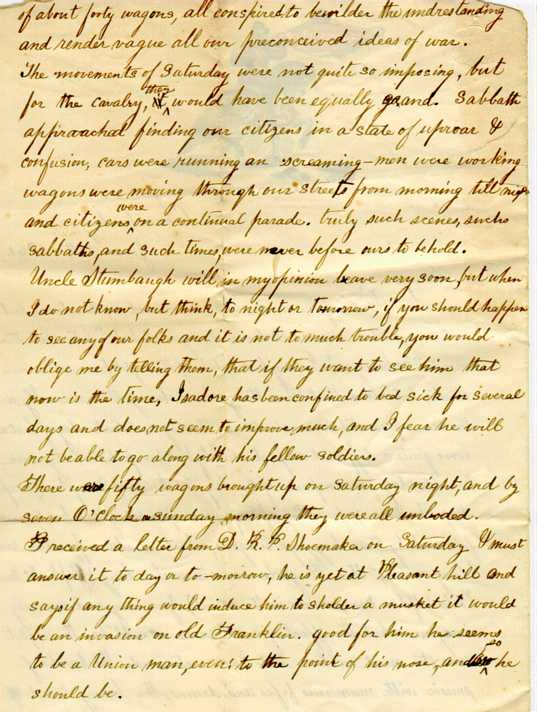 of about forty wagons, all conspired to bewilder the understanding
and render vague all our preconceived ideas of war.
The movements of Saturday were not quite so imposing, but
for the cavalry, they would have been equally grand. Sabbath
approached finding our citizens in a state of uproar &
confusion, cars were running an screaming - men were working
wagons were moving through our streets from morning till night
and citizens were on a continual parade. truly such scenes, such
sabbaths, and such times, were never before ours to behold.
Uncle Stumbaugh will in my opinion leave very soon, but when
I do not know, but think, to night or tomorrow, if you should happen
to see any of our folks and it is not to much trouble, you would
oblige me by telling them, that if they want to see him that
now is the time, Isadore has been confined to bed sick for several
days and does not seem to improve, much, and I fear he will
not be able to go along with his fellow soldiers.
There were fifty wagons brought up on Saturday night, and by
seven O'clock sunday morning they were all unloded.
I received a letter from D. K. P. Shoemaker on Saturday & must
answer it to day or to-morrow, he is yet at Pleasant hill and
says if any thing would induce him to sholder a musket it would
be an invasion on old Franklin. good for him he seems
to be a Union man, even to the point of his nose, and so he
should be.